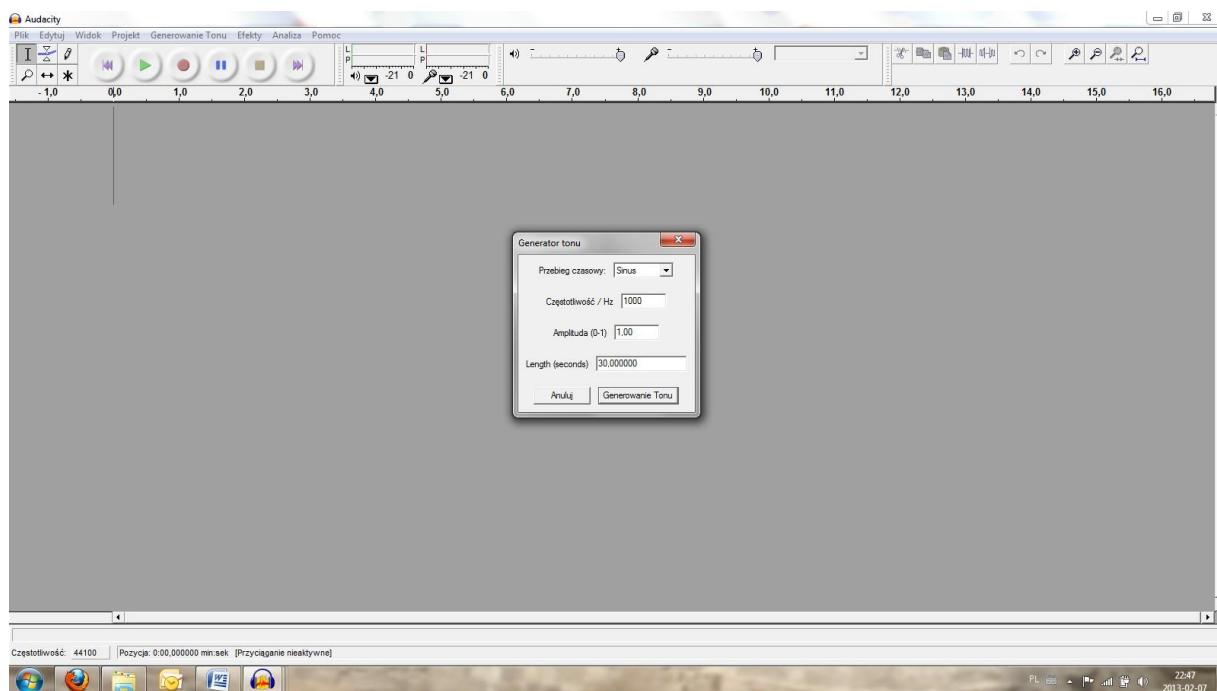 Audacity
Plik Edytuj Widok Projekt Generowanie Tonu Efekty Analiza Pomoc
L L
P P
-21 0 -21 0
- 1,0 0,0 1,0 2,0 3,0 4,0 5,0 6,0 7,0 8,0 9,0 10,0 11,0 12,0 13,0 14,0 15,0 16,0
Generator tonu
Przebieg czasowy: Sinus
Częstotliwość / Hz 1000
Amplituda (0-1) 1,00
Length (seconds) 30,000000
Anuluj Generowanie Tonu
Częstotliwość: 44100 Pozycja: 0:00,000000 min:sek [Przyciąganie nieaktywne]
PL 22:47
2013-02-07